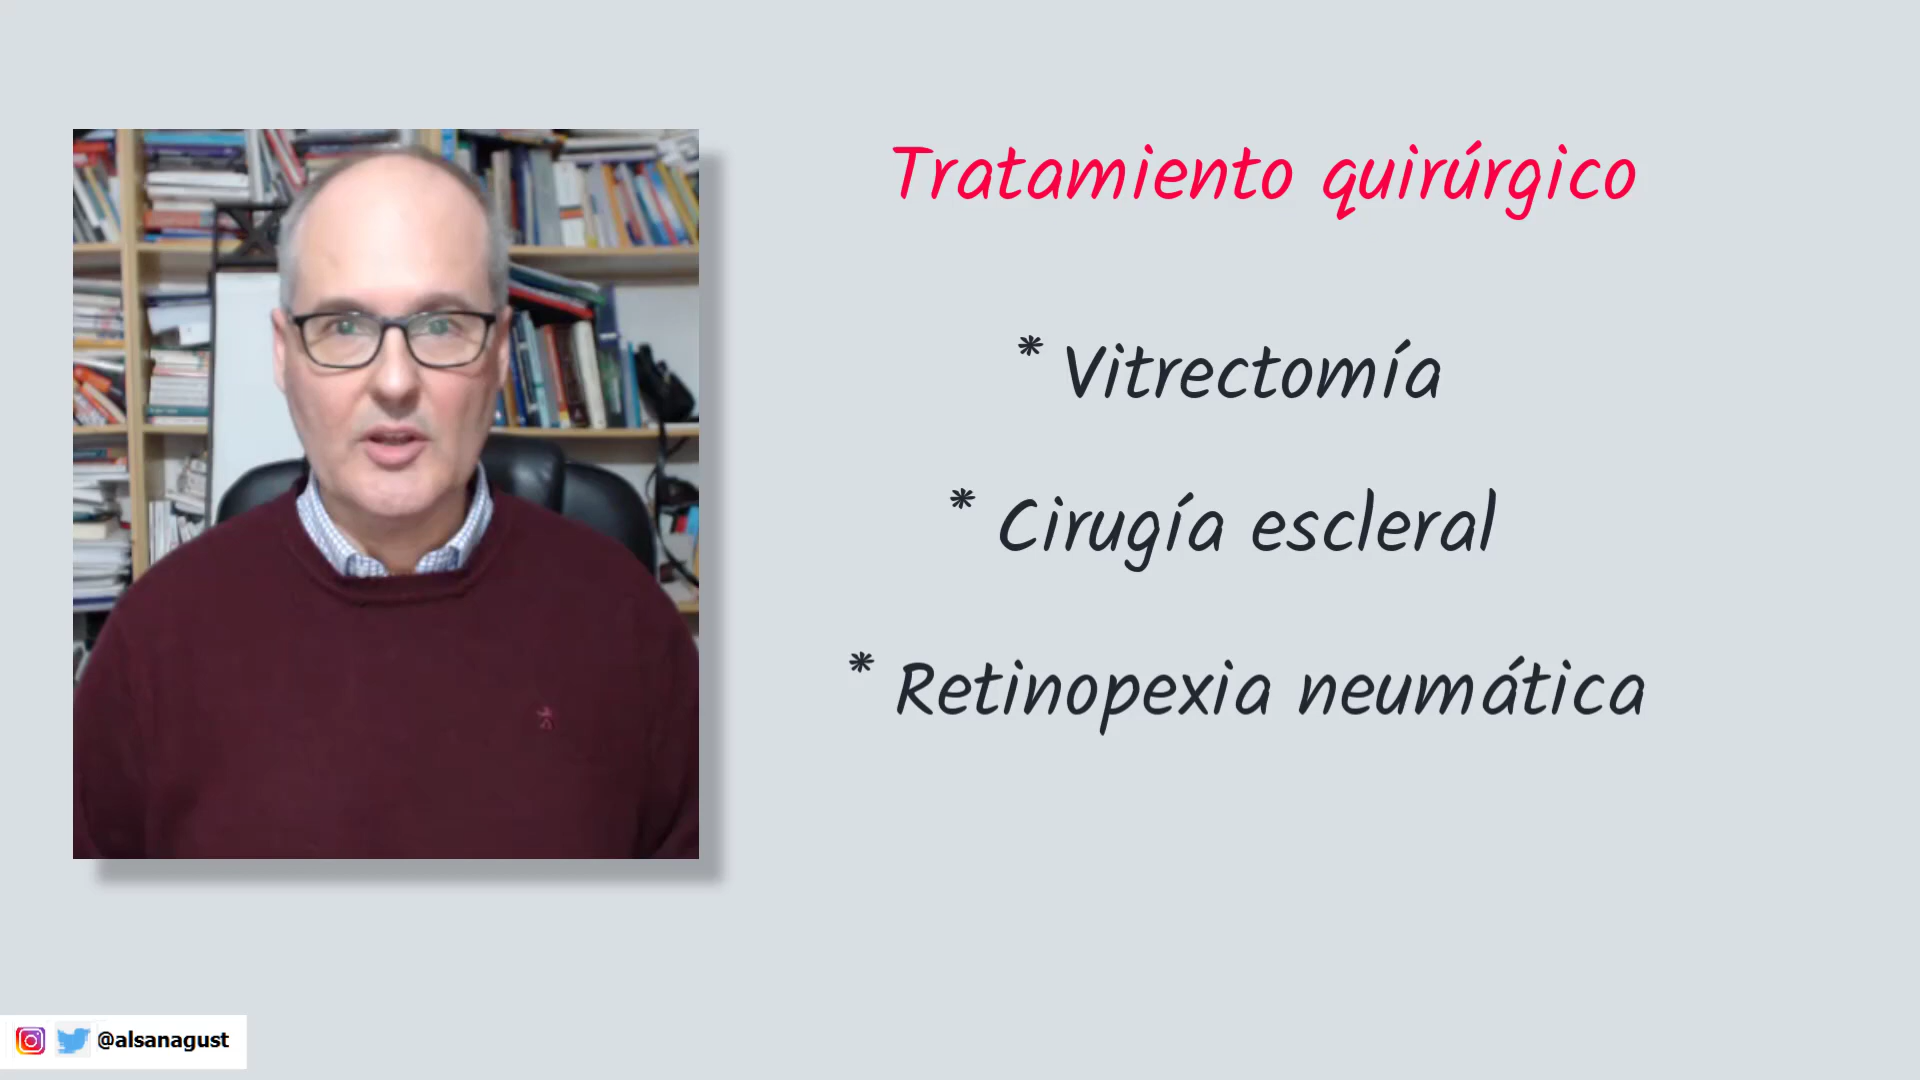 Tratamiento quirúrgico
* Vitrectomía
* Cirugía escleral
* Retinopexia neumática
@alsanagust